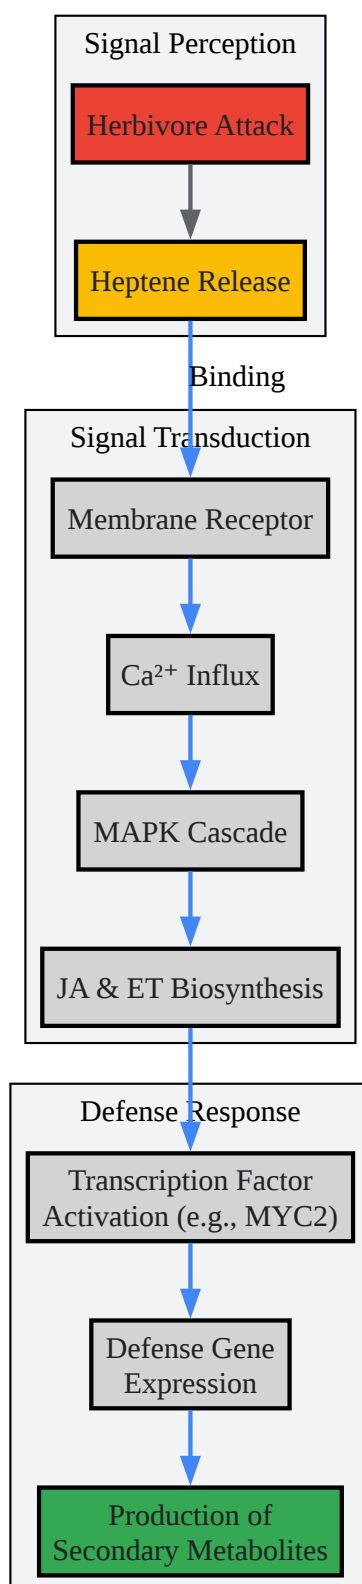 Signal Perception
Herbivore Attack
Heptene Release
Binding
Signal Transduction
Membrane Receptor
Ca²⁺ Influx
MAPK Cascade
JA & ET Biosynthesis
Defense Response
Transcription Factor
Activation (e.g., MYC2)
Defense Gene
Expression
Production of
Secondary Metabolites